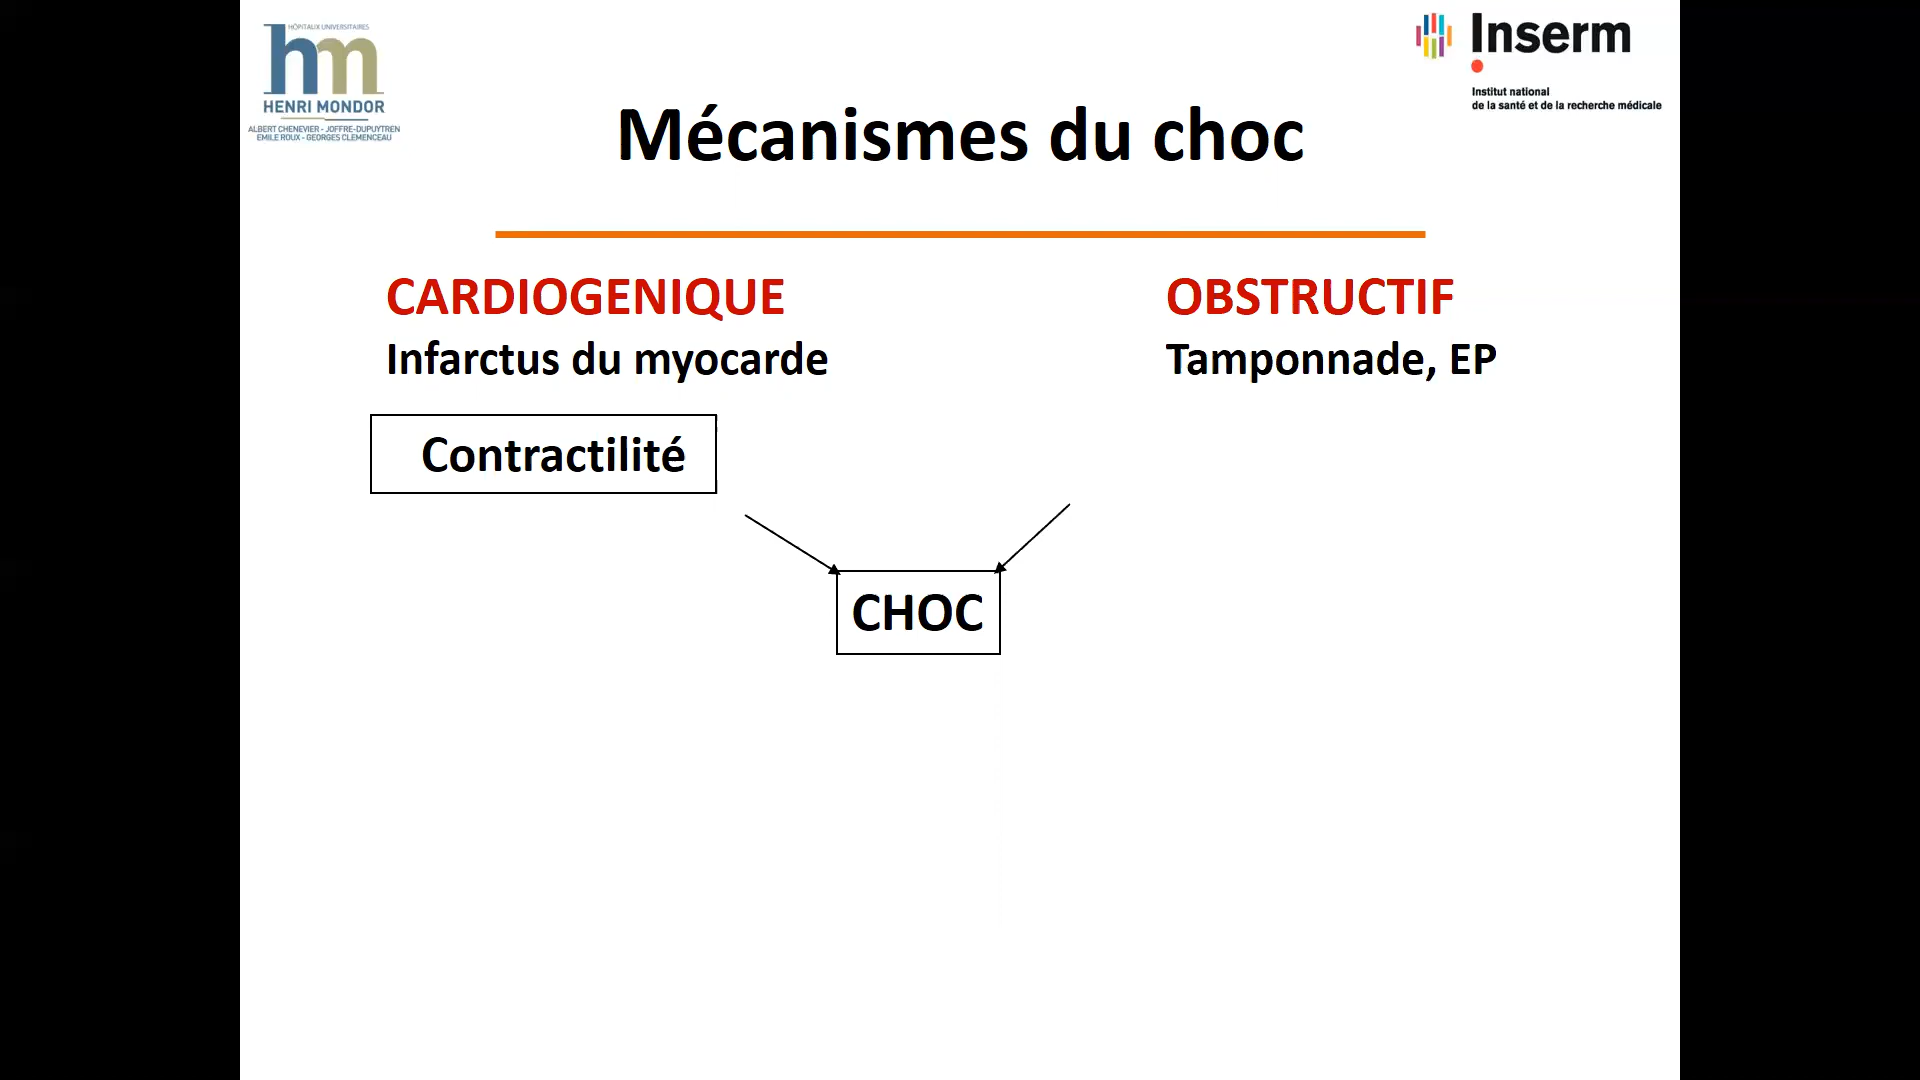 HÔPITAUX UNIVERSITAIRES
hm
HENRI MONDOR
ALBERT CHENEVIER - JOFFRE-DUPUYTREN
EMILE ROUX - GEORGES CLEMENCEAU
Inserm
Institut national
de la santé et de la recherche médicale
Mécanismes du choc
CARDIOGENIQUE
Infarctus du myocarde
OBSTRUCTIF
Tamponnade, EP
Contractilité
CHOC